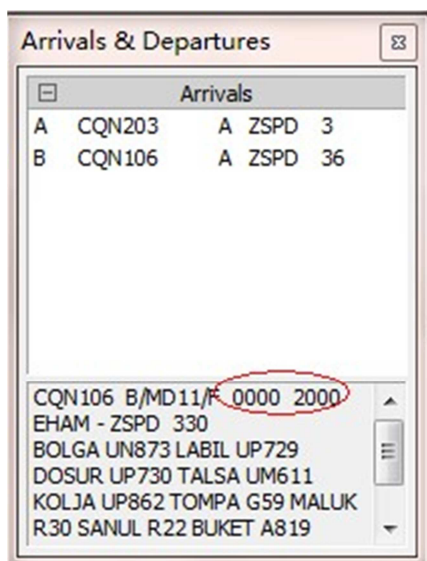 Arrivals & Departures
Arrivals
A CQN203 A ZSPD 3
B CQN106 A ZSPD 36
CQN106 B/MD11/F 0000 2000
EHAM - ZSPD 330
BOLGA UN873 LABIL UP729
DOSUR UP730 TALSA UM611
KOLJA UP862 TOMPA G59 MALUK
R30 SANUL R22 BUKET A819